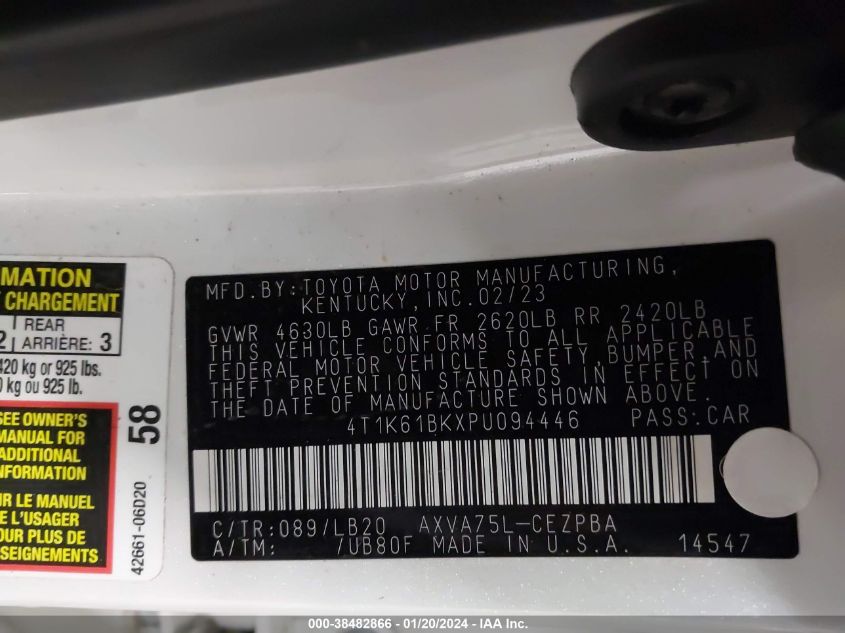 MATION
CHARGEMENT
2 | REAR
ARRIÈRE: 3
420 kg or 925 lbs.
0 kg ou 925 lb.
SEE OWNER'S
MANUAL FOR
ADDITIONAL
INFORMATION
UR LE MANUEL
E L'USAGER
OUR PLUS DE
SEIGNEMENTS
58
42661-06D20
MFD.BY:TOYOTA MOTOR MANUFACTURING,
KENTUCKY,INC.02/23
GVWR 4630LB GAWR FR 2620LB RR 2420LB
THIS VEHICLE CONFORMS TO ALL APPLICABLE
FEDERAL MOTOR VEHICLE SAFETY,BUMPER,AND
THEFT PREVENTION STANDARDS IN EFFECT ON
THE DATE OF MANUFACTURE SHOWN ABOVE.
4T1K61BKXPU094446 PASS:CAR
C/TR:089/LB20 AXVA75L-CEZPBA
A/TM: /UB80F MADE IN U.S.A. 14547
000-38482866 - 01/20/2024 - IAA Inc.